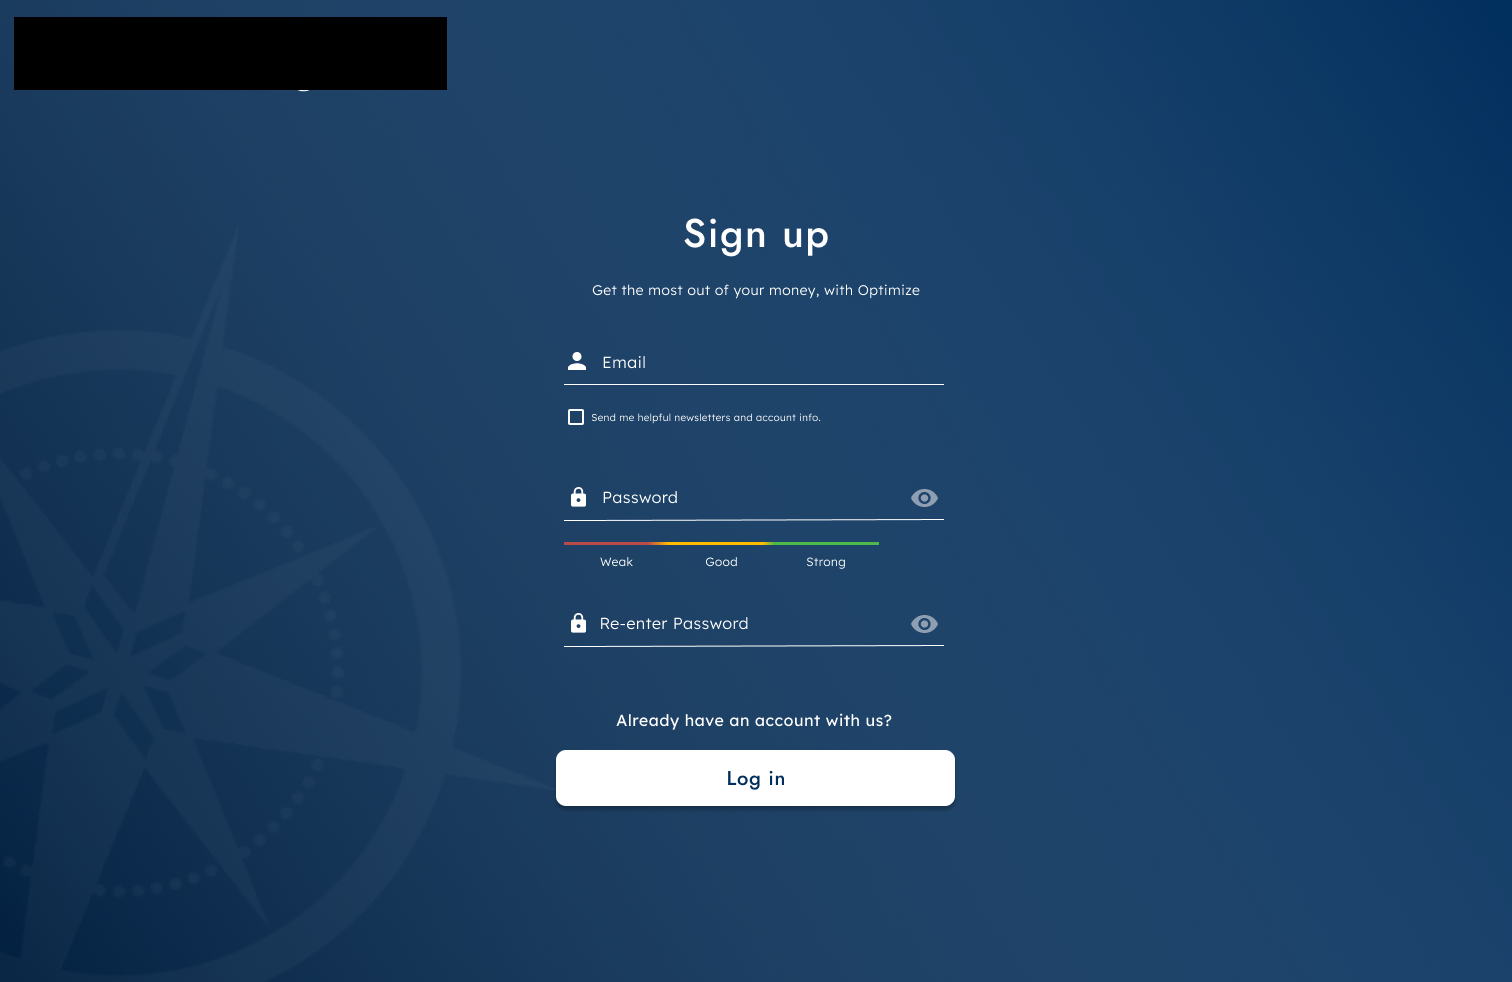 Sign up
Get the most out of your money, with Optimize
Email
Send me helpful newsletters and account info.
Password
Weak Good Strong
Re-enter Password
Already have an account with us?
Log in